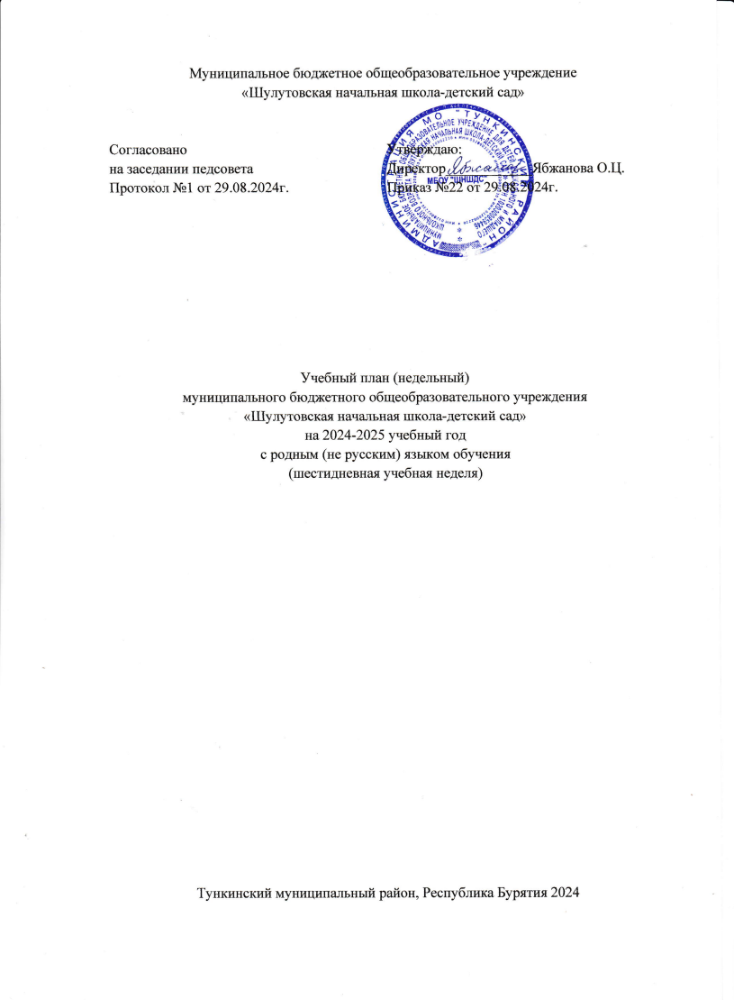 Муниципальное бюджетное общеобразовательное учреждение
«Шулутовская начальная школа-детский сад»
Согласовано
на заседании педсовета
Протокол №1 от 29.08.2024г.
Утверждаю:
Директор Ябжанова О.Ц.
Приказ №22 от 29.08.2024г.
МБОУ "ШНШДС"
АДМИНИСТРАЦИЯ МО "ТУНКИНСКИЙ РАЙОН"
Учебный план (недельный)
муниципального бюджетного общеобразовательного учреждения
«Шулутовская начальная школа-детский сад»
на 2024-2025 учебный год
с родным (не русским) языком обучения
(шестидневная учебная неделя)
Тункинский муниципальный район, Республика Бурятия 2024